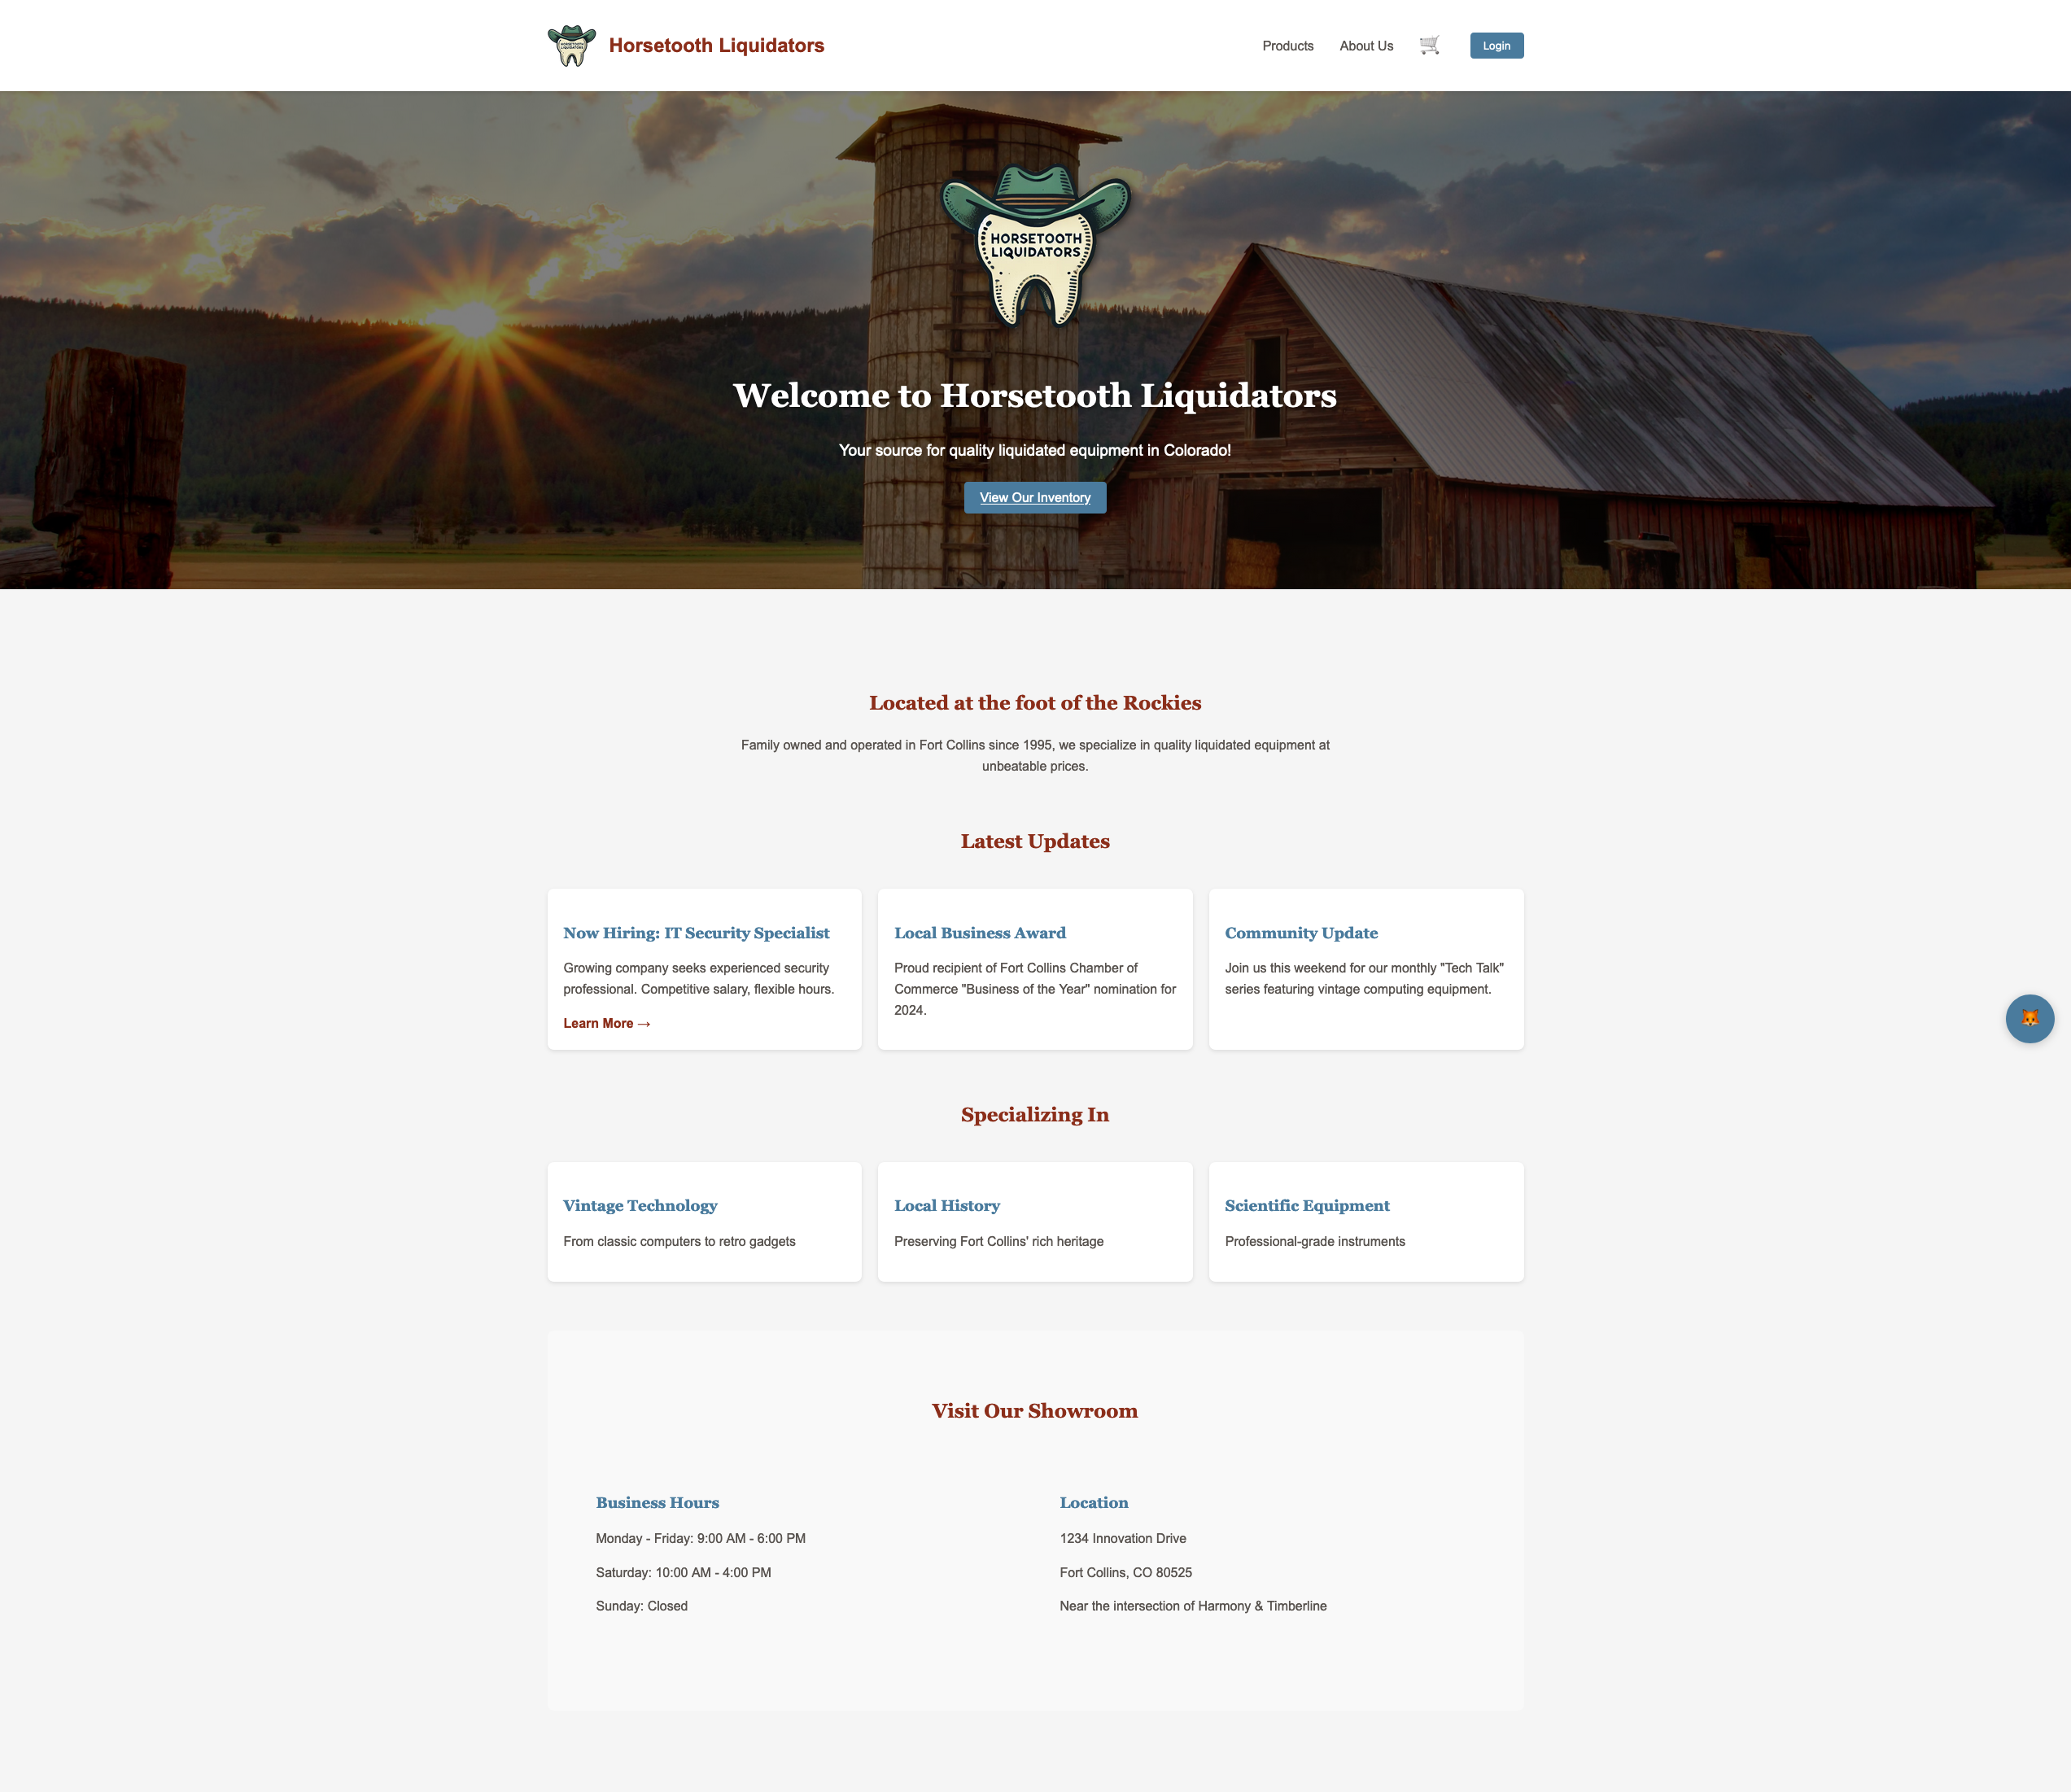 Horsetooth Liquidators
Products
About Us
Login
HORSETOOTH
LIQUIDATORS
Welcome to Horsetooth Liquidators
Your source for quality liquidated equipment in Colorado!
View Our Inventory
Located at the foot of the Rockies
Family owned and operated in Fort Collins since 1995, we specialize in quality liquidated equipment at
unbeatable prices.
Latest Updates
Now Hiring: IT Security Specialist
Growing company seeks experienced security
professional. Competitive salary, flexible hours.
Learn More →
Local Business Award
Proud recipient of Fort Collins Chamber of
Commerce "Business of the Year" nomination for
2024.
Community Update
Join us this weekend for our monthly "Tech Talk"
series featuring vintage computing equipment.
Specializing In
Vintage Technology
From classic computers to retro gadgets
Local History
Preserving Fort Collins' rich heritage
Scientific Equipment
Professional-grade instruments
Visit Our Showroom
Business Hours
Monday - Friday: 9:00 AM - 6:00 PM
Saturday: 10:00 AM - 4:00 PM
Sunday: Closed
Location
1234 Innovation Drive
Fort Collins, CO 80525
Near the intersection of Harmony & Timberline